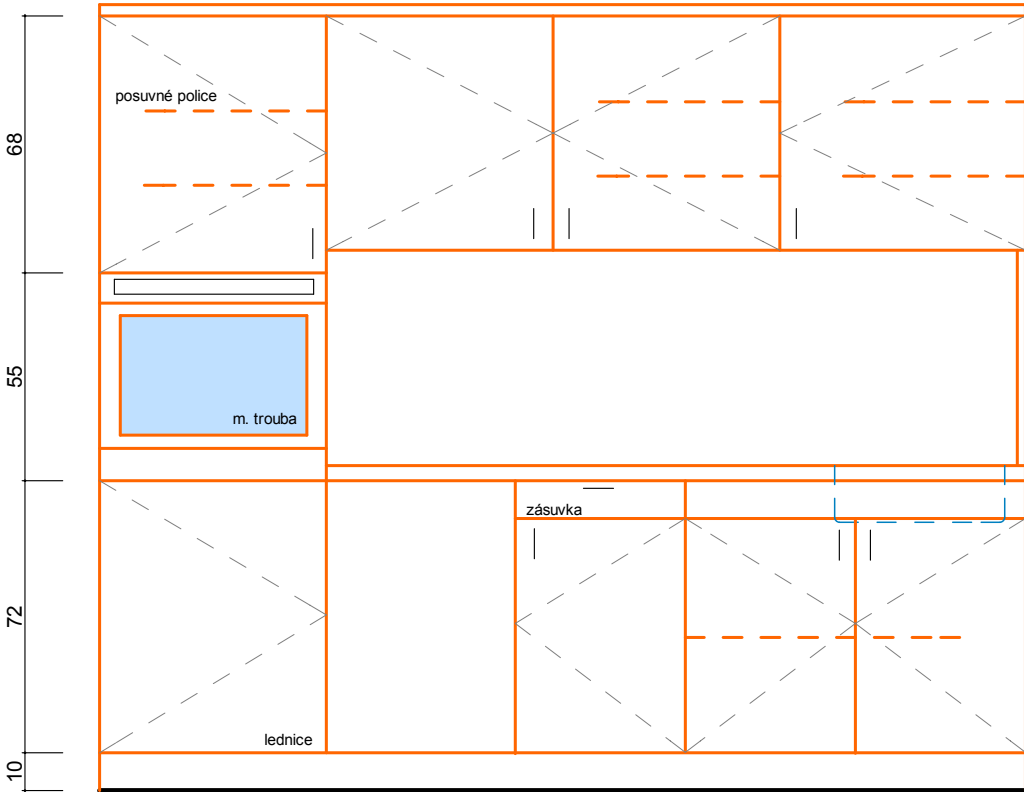 posuvné police
68
m. trouba
55
zásuvka
72
lednice
10